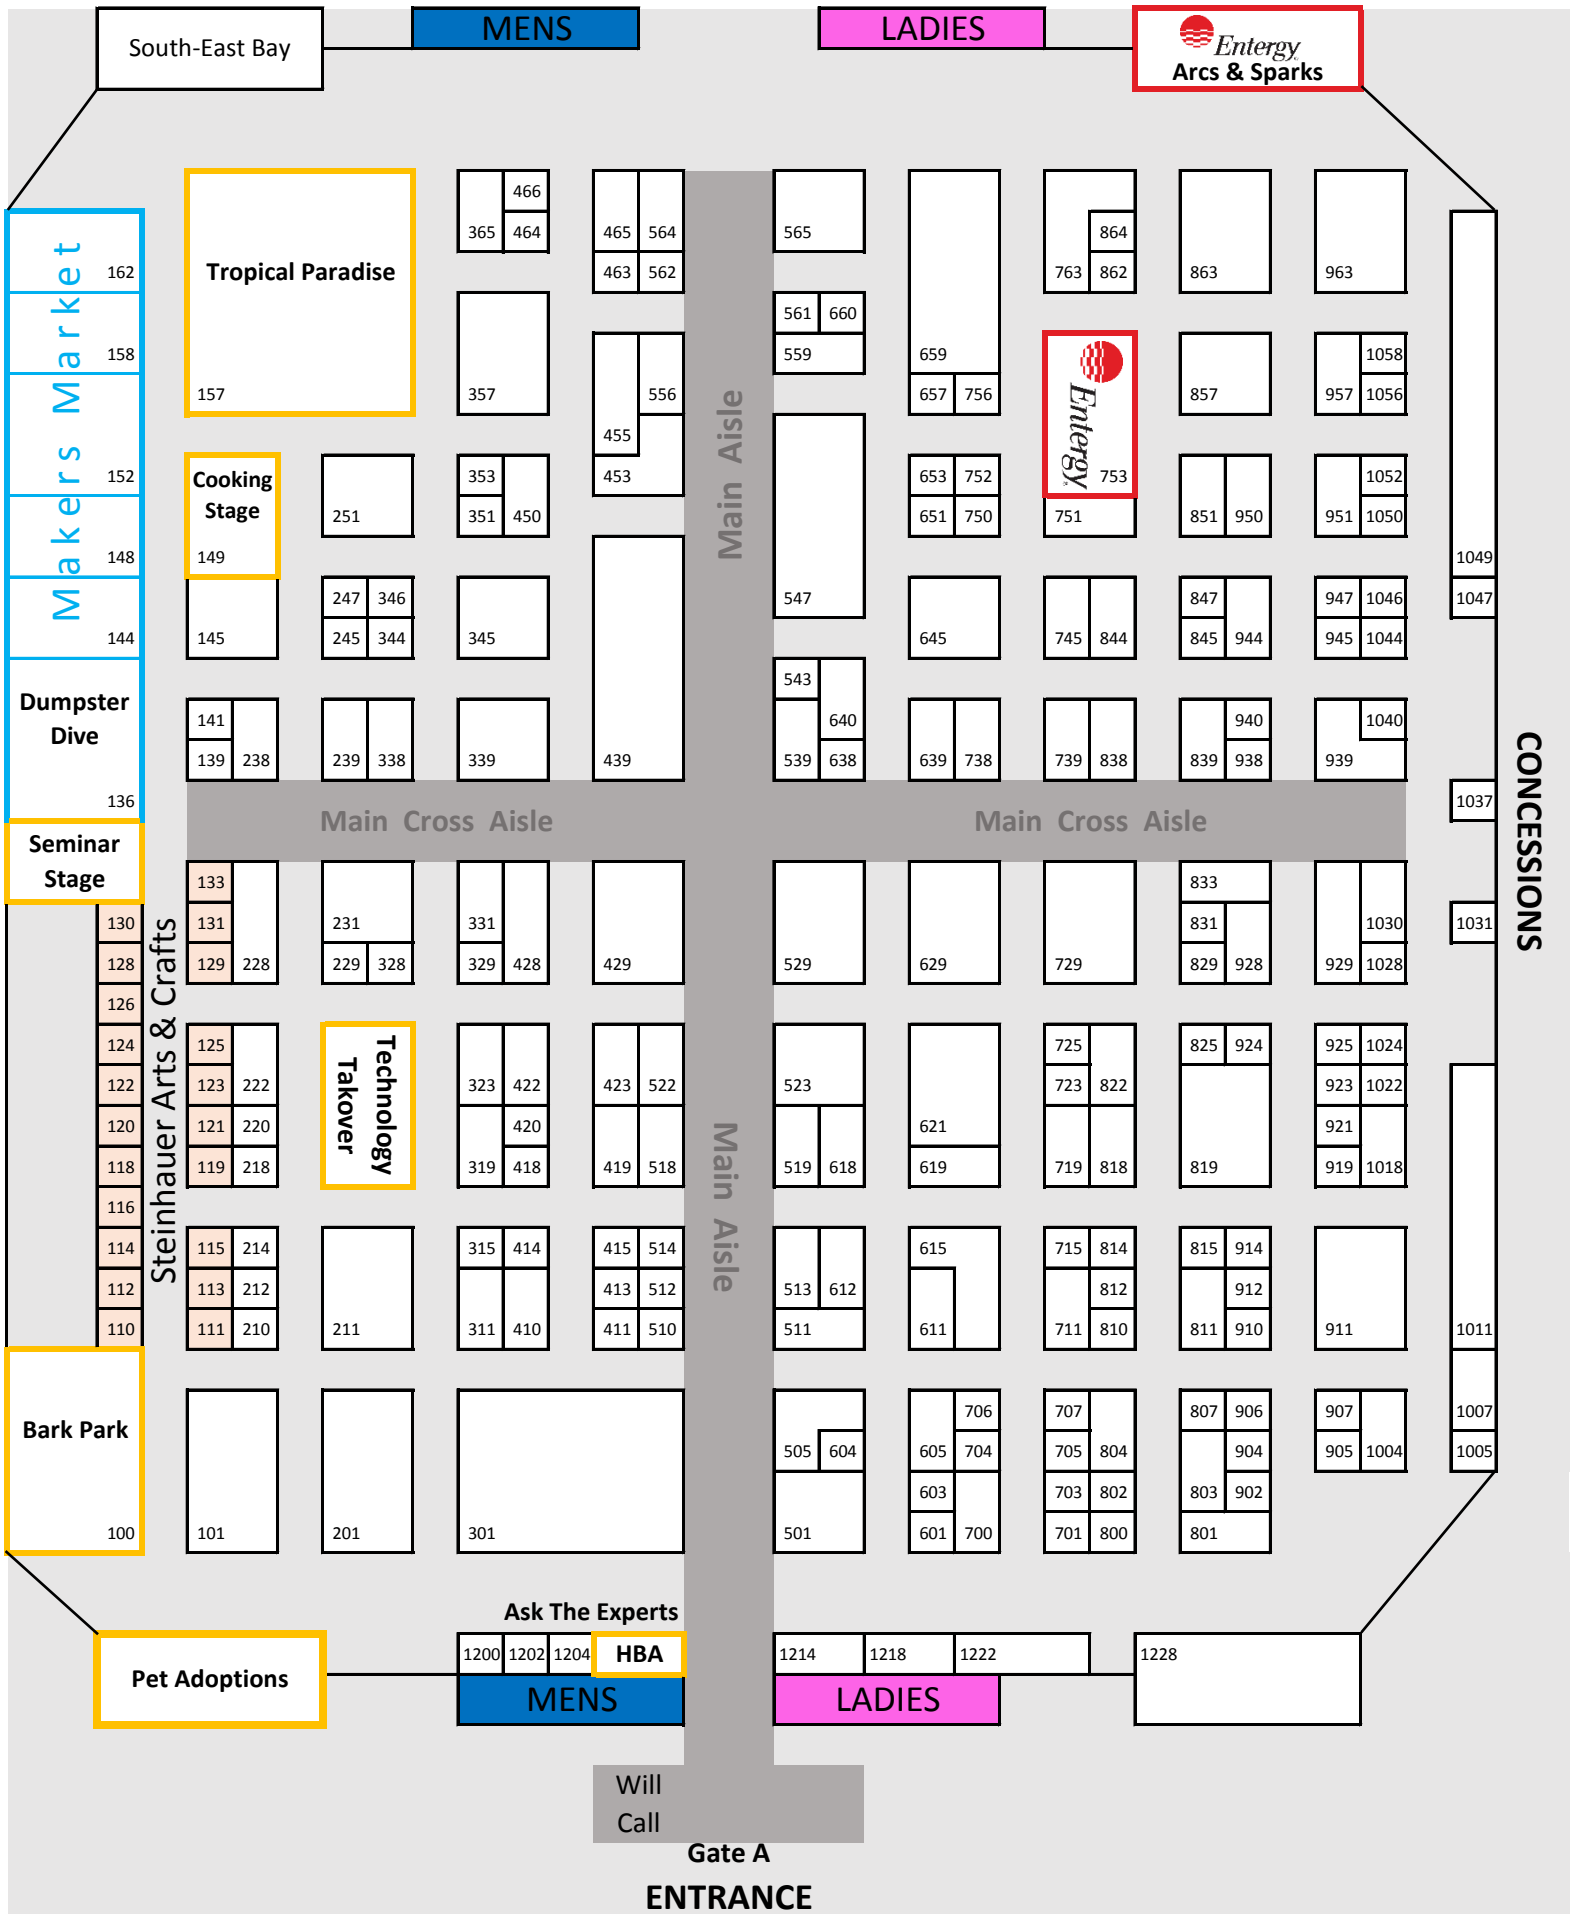 South-East Bay
MENS
LADIES
Entergy
Arcs & Sparks
466
365 464 465 564 565 864
Makers Market
162
Tropical Paradise
463 562 763 862 863 963
561 660
158
559 659 1058
157 357 556 657 756 857 957 1056
Main Aisle
Entergy
455
Cooking
Stage
152 353 453 653 752 753 1052
251 351 450 651 750 751 851 950 951 1050
148 149 1049
247 346 547 847 947 1046 1047
144 145 245 344 345 645 745 844 845 944 945 1044
Dumpster
Dive
543
141 640 940 1040
139 238 239 338 339 439 539 638 639 738 739 838 839 938 939
CONCESSIONS
136 1037
Main Cross Aisle
Main Cross Aisle
Seminar
Stage
133 833
130 131 231 331 831 1030 1031
128 129 228 229 328 329 428 429 529 629 729 829 928 929 1028
Steinhauer Arts & Crafts
126
Technology
Takover
124 125 725 825 924 925 1024
122 123 222 323 422 423 522 523 723 822 923 1022
120 121 220 420 621 921
118 119 218 319 418 419 518 519 618 619 719 818 819 919 1018
Main Aisle
116
114 115 214 315 414 415 514 615 715 814 815 914
112 113 212 413 512 513 612 812 912
110 111 210 211 311 410 411 510 511 611 711 810 811 910 911 1011
Bark Park
706 707 807 906 907 1007
505 604 605 704 705 804 904 905 1004 1005
603 703 802 803 902
100 101 201 301 501 601 700 701 800 801
Ask The Experts
1200 1202 1204 HBA 1214 1218 1222 1228
Pet Adoptions
MENS
LADIES
Will
Call
Gate A
ENTRANCE